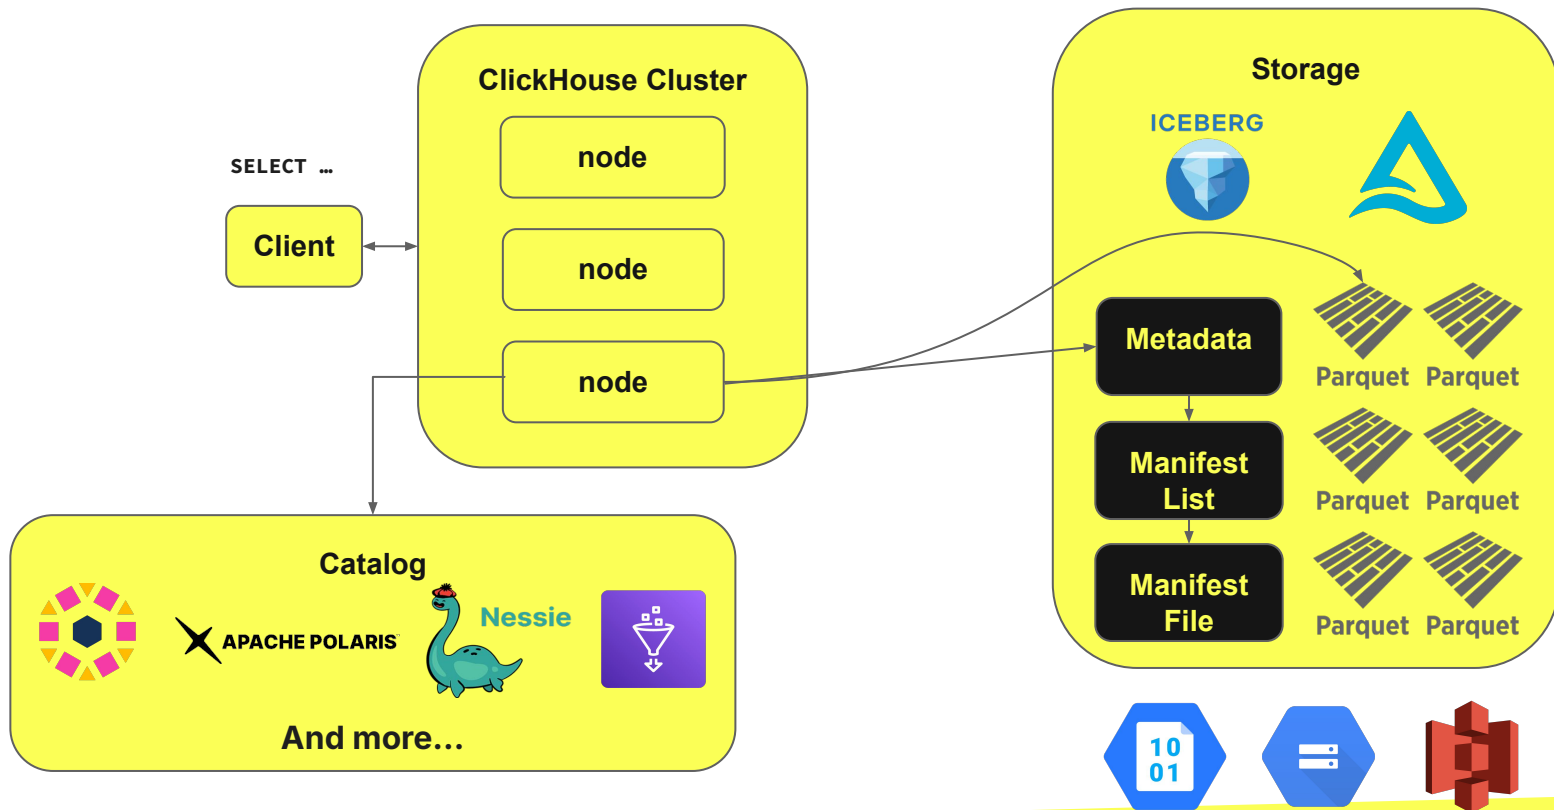 SELECT …
Client
ClickHouse Cluster
node
node
node
Catalog
APACHE POLARIS™
Nessie
And more…
Storage
ICEBERG
Metadata
Manifest
List
Manifest
File
Parquet Parquet
Parquet Parquet
Parquet Parquet
10
01